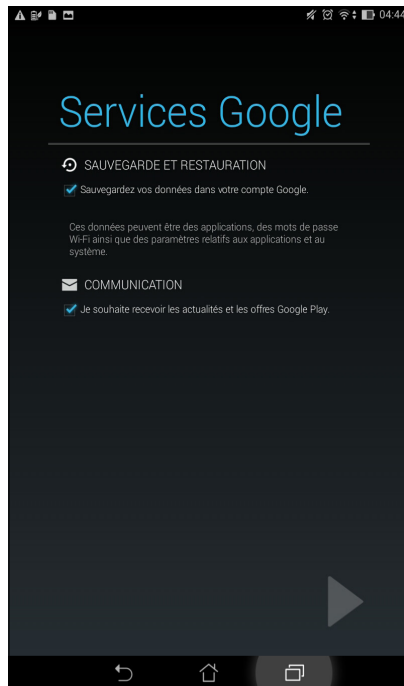 04:44
Services Google
SAUVEGARDE ET RESTAURATION
Sauvegardez vos données dans votre compte Google.
Ces données peuvent être des applications, des mots de passe
Wi-Fi ainsi que des paramètres relatifs aux applications et au
système.
COMMUNICATION
Je souhaite recevoir les actualités et les offres Google Play.